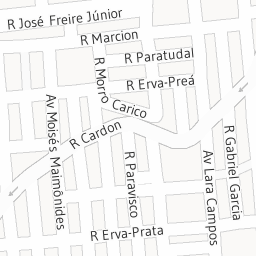 R José Freire Júnior
R Marcion
R Paratudal
R Erva-Preá
R Morro Carico
R Cardon
Av Moisés Maimônides
R Paravisco
Av Lara Campos
R Gabriel Garcia
R Erva-Prata